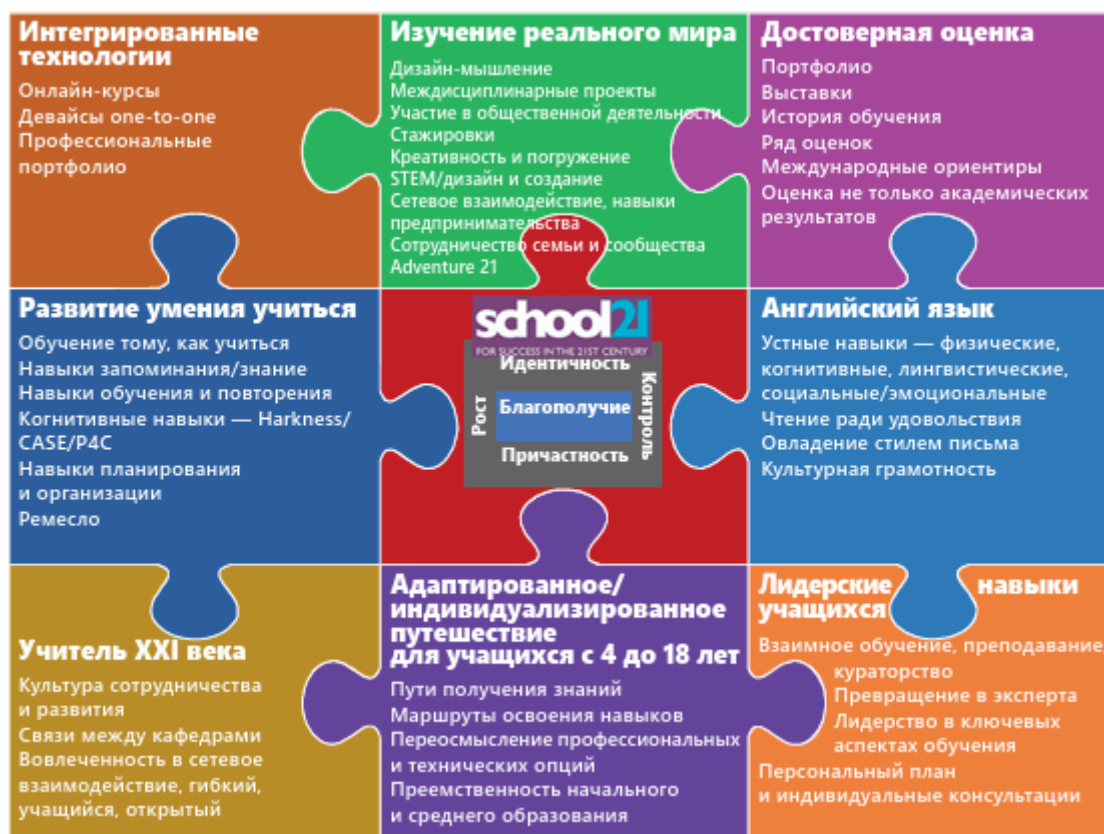 Интегрированные
технологии
Онлайн-курсы
Девайсы one-to-one
Профессиональные
портфолио
Изучение реального мира
Дизайн-мышление
Междисциплинарные проекты
Участие в общественной деятельности
Стажировки
Креативность и погружение
STEM/дизайн и создание
Сетевое взаимодействие, навыки
предпринимательства
Сотрудничество семьи и сообщества
Adventure 21
Достоверная оценка
Портфолио
Выставки
История обучения
Ряд оценок
Международные ориентиры
Оценка не только академических
результатов
Развитие умения учиться
Обучение тому, как учиться
Навыки запоминания/знание
Навыки обучения и повторения
Когнитивные навыки — Harkness/
CASE/P4C
Навыки планирования
и организации
Ремесло
school21
FOR SUCCESS IN THE 21ST CENTURY
Идентичность
Рост
Благополучие
Контроль
Причастность
Английский язык
Устные навыки — физические,
когнитивные, лингвистические,
социальные/эмоциональные
Чтение ради удовольствия
Овладение стилем письма
Культурная грамотность
Учитель XXI века
Культура сотрудничества
и развития
Связи между кафедрами
Вовлеченность в сетевое
взаимодействие, гибкий,
учащийся, открытый
Адаптированное/
индивидуализированное
путешествие
для учащихся с 4 до 18 лет
Пути получения знаний
Маршруты освоения навыков
Переосмысление профессиональных
и технических опций
Преемственность начального
и среднего образования
Лидерские навыки
учащихся
Взаимное обучение, преподавание,
кураторство
Превращение в эксперта
Лидерство в ключевых
аспектах обучения
Персональный план
и индивидуальные консультации